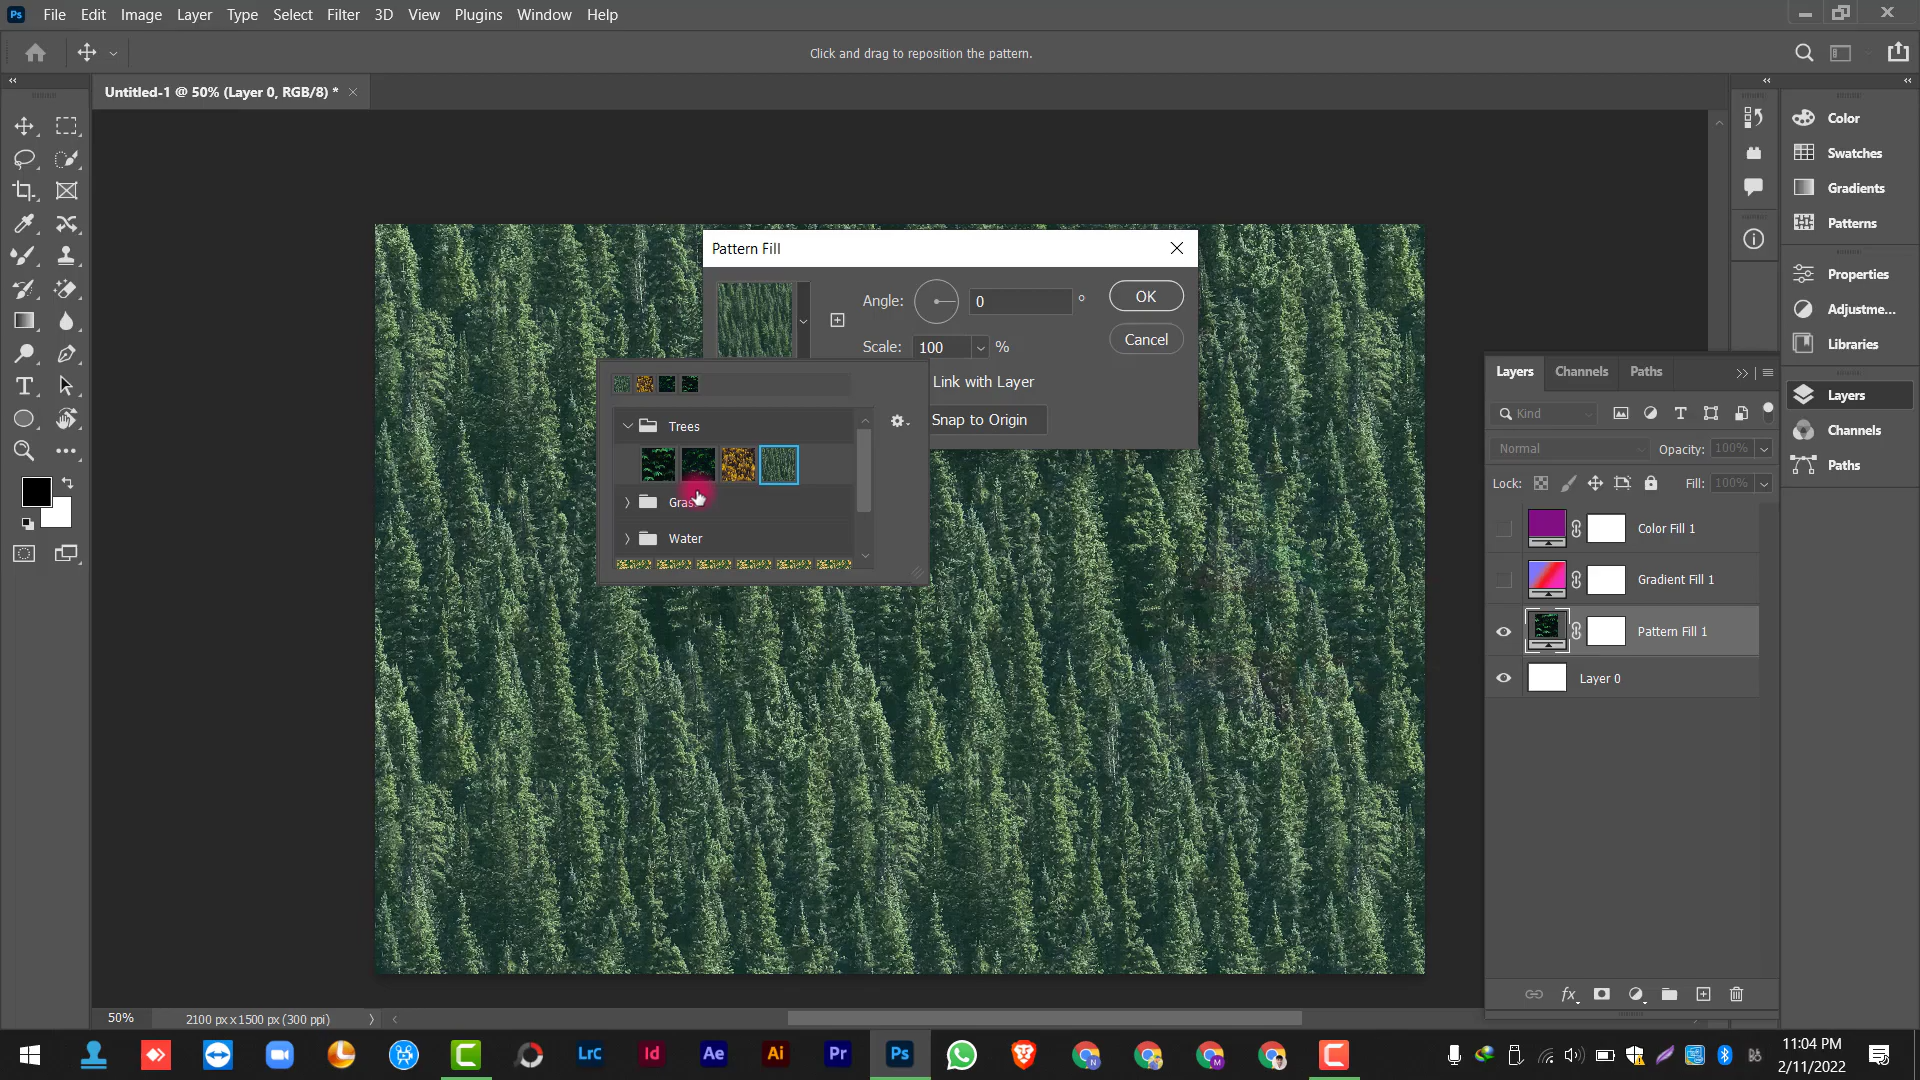 Ps File Edit Image Layer Type Select Filter 3D View Plugins Window Help
Click and drag to reposition the pattern.
Untitled-1 @ 50% (Layer 0, RGB/8) *
Pattern Fill
Angle: 0 °
OK
Scale: 100 %
Cancel
Link with Layer
Snap to Origin
Trees
Gras
Water
Color
Swatches
Gradients
Patterns
Properties
Adjustme...
Libraries
Layers
Channels
Paths
Layers Channels Paths
Kind
Normal Opacity: 100%
Lock: Fill: 100%
Color Fill 1
Gradient Fill 1
Pattern Fill 1
Layer 0
fx
50% 2100 px x 1500 px (300 ppi)
LrC Id Ae Ai Pr Ps
11:04 PM
2/11/2022